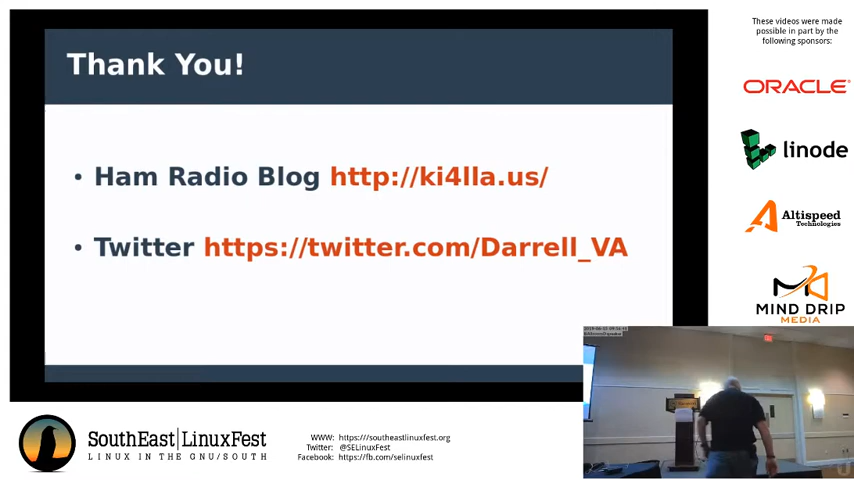 Thank You!
• Ham Radio Blog http://ki4lla.us/
• Twitter https://twitter.com/Darrell_VA
These videos were made
possible in part by the
following sponsors:
ORACLE
linode
Altispeed
Technologies
MIND DRIP
MEDIA
SouthEast|LinuxFest
LINUX IN THE GNU/SOUTH
WWW: https:///southeastlinuxfest.org
Twitter: @SELinuxFest
Facebook: https://fb.com/selinuxfest